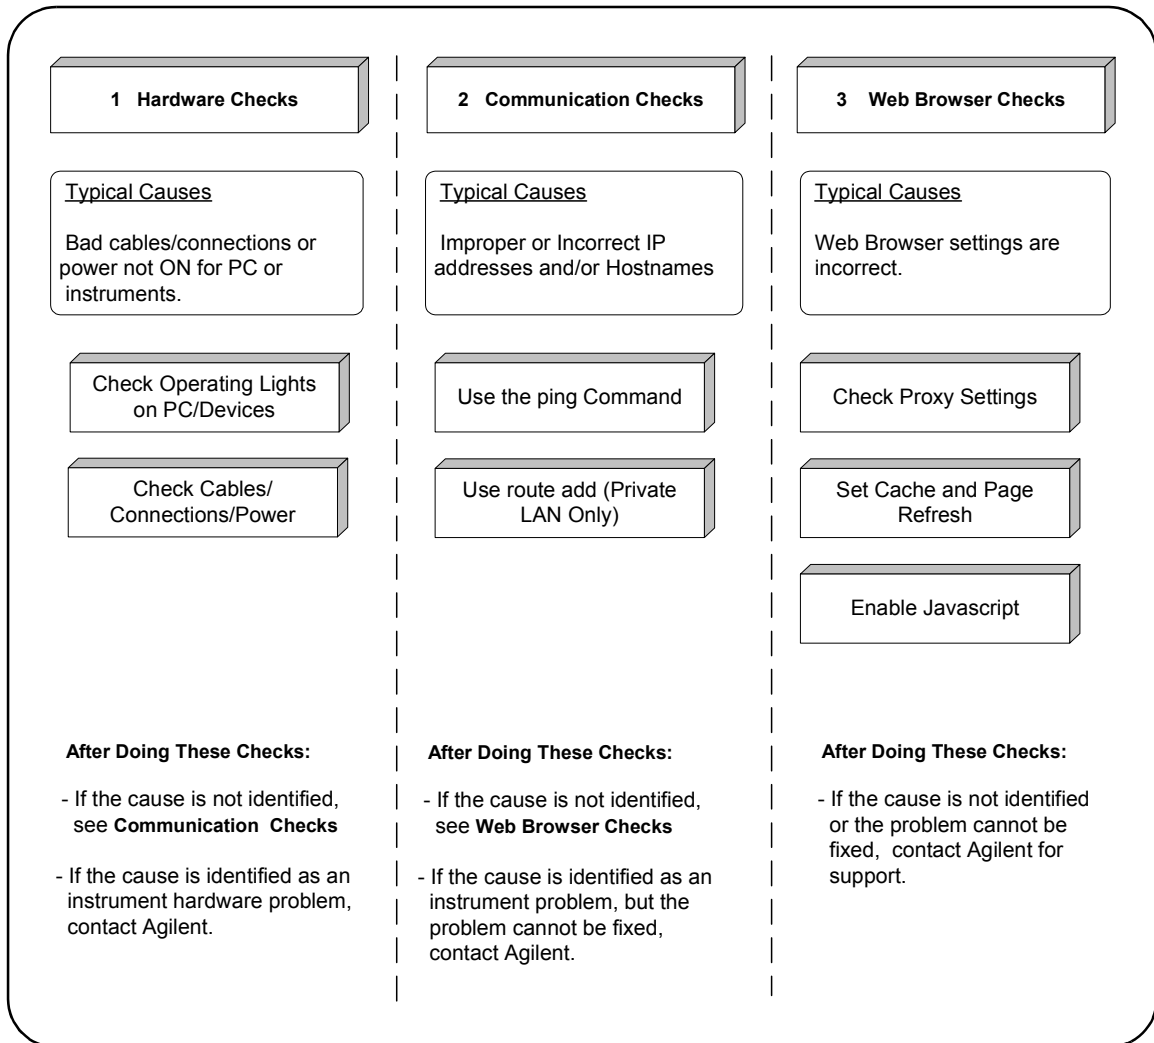 1 Hardware Checks
Typical Causes
Bad cables/connections or
power not ON for PC or
instruments.
Check Operating Lights
on PC/Devices
Check Cables/
Connections/Power
After Doing These Checks:
- If the cause is not identified,
see Communication Checks
- If the cause is identified as an
instrument hardware problem,
contact Agilent.
2 Communication Checks
Typical Causes
Improper or Incorrect IP
addresses and/or Hostnames
Use the ping Command
Use route add (Private
LAN Only)
After Doing These Checks:
- If the cause is not identified,
see Web Browser Checks
- If the cause is identified as an
instrument problem, but the
problem cannot be fixed,
contact Agilent.
3 Web Browser Checks
Typical Causes
Web Browser settings are
incorrect.
Check Proxy Settings
Set Cache and Page
Refresh
Enable Javascript
After Doing These Checks:
- If the cause is not identified
or the problem cannot be
fixed, contact Agilent for
support.